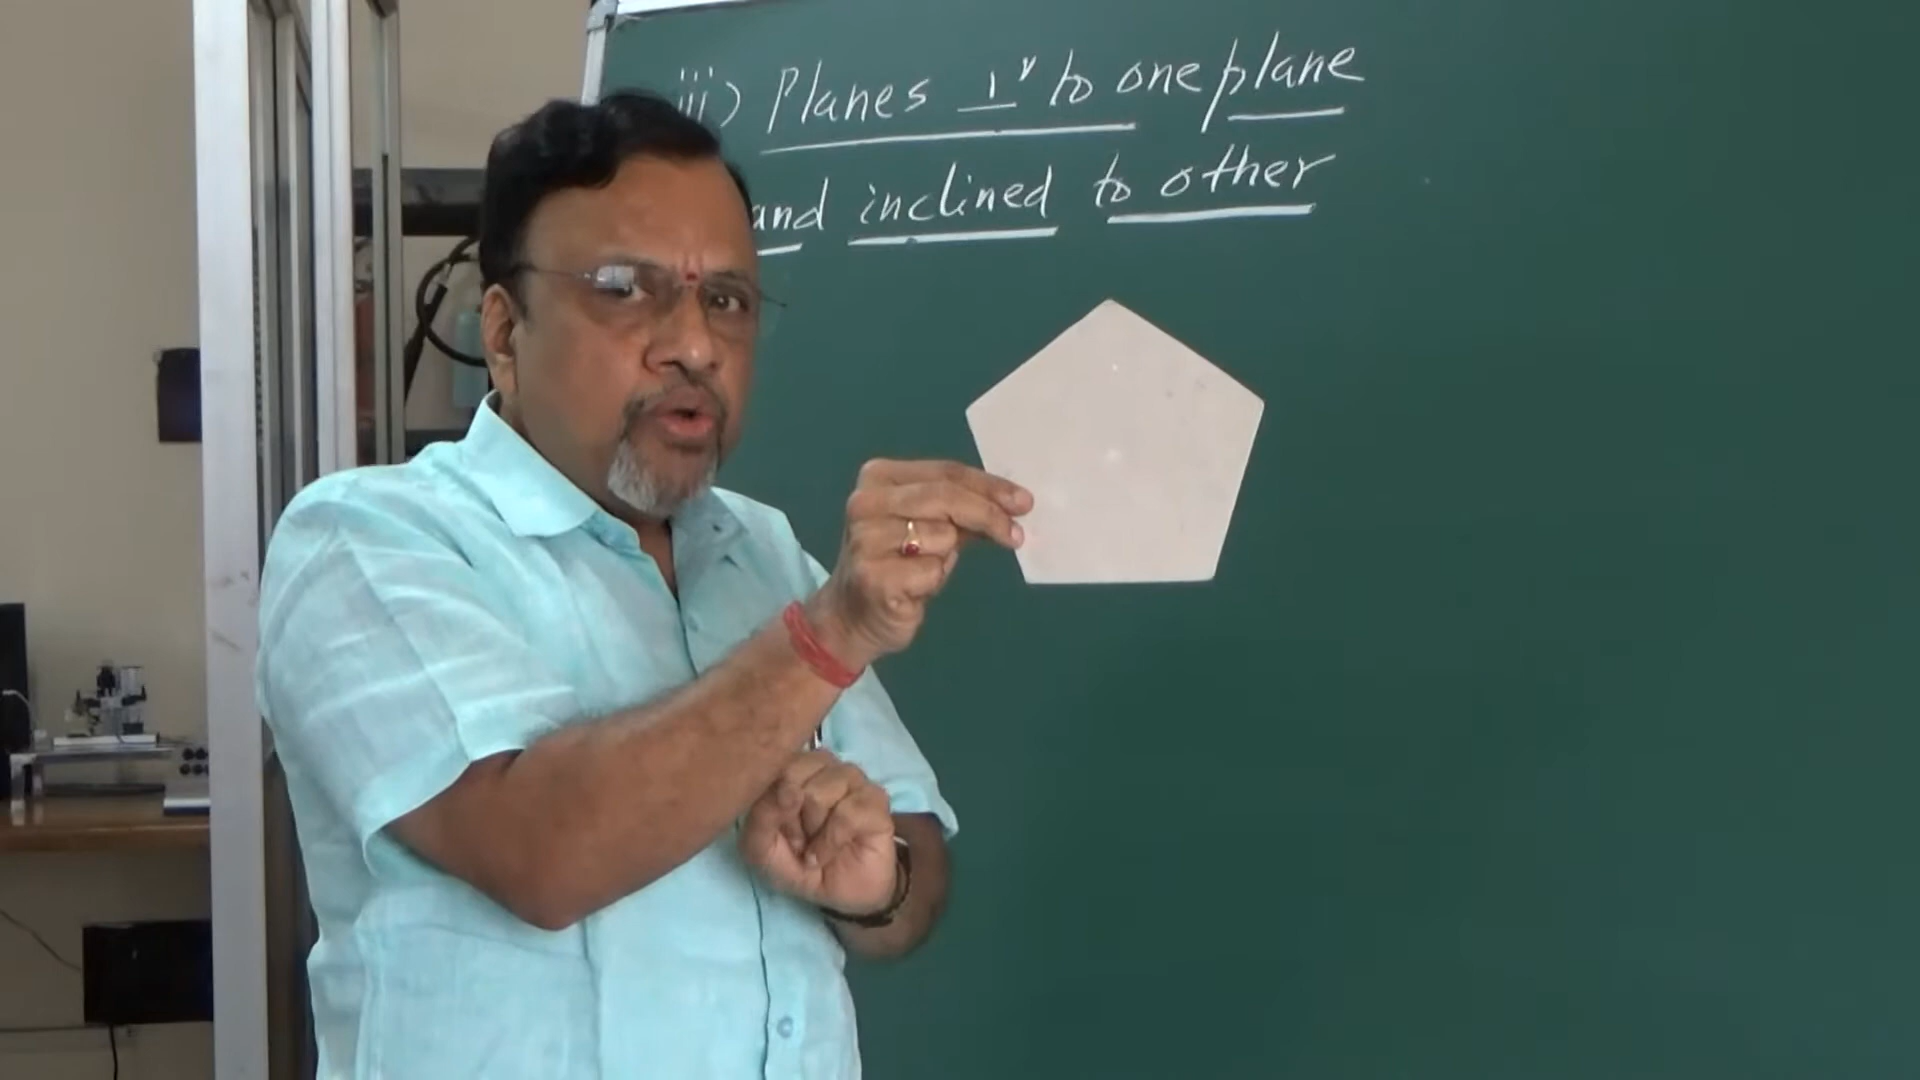 iii) Planes ⊥r to one plane
and inclined to other